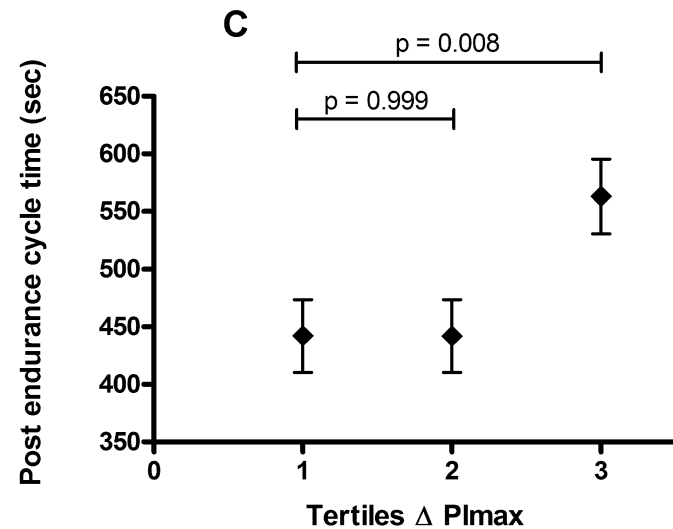 C
p = 0.008
p = 0.999
Post endurance cycle time (sec)
650
600
550
500
450
400
350
0 1 2 3
Tertiles Δ PImax